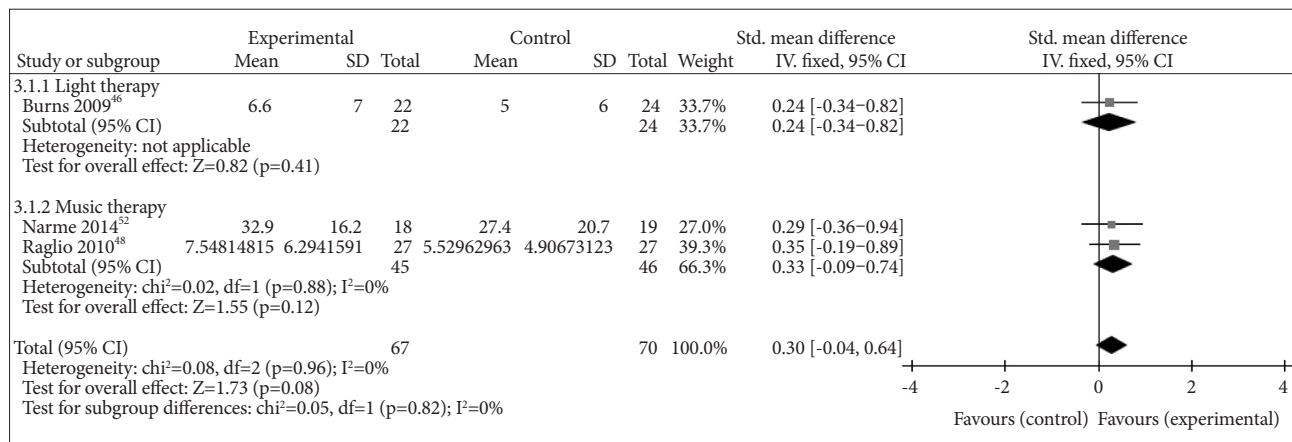 Experimental Control Std. mean difference Std. mean difference
Study or subgroup Mean SD Total Mean SD Total Weight IV. fixed, 95% CI IV. fixed, 95% CI
3.1.1 Light therapy
Burns 2009⁴⁶ 6.6 7 22 5 6 24 33.7% 0.24 [-0.34−0.82]
Subtotal (95% CI) 22 24 33.7% 0.24 [-0.34−0.82]
Heterogeneity: not applicable
Test for overall effect: Z=0.82 (p=0.41)
3.1.2 Music therapy
Narme 2014⁵² 32.9 16.2 18 27.4 20.7 19 27.0% 0.29 [-0.36−0.94]
Raglio 2010⁴⁸ 7.54814815 6.2941591 27 5.52962963 4.90673123 27 39.3% 0.35 [-0.19−0.89]
Subtotal (95% CI) 45 46 66.3% 0.33 [-0.09−0.74]
Heterogeneity: chi²=0.02, df=1 (p=0.88); I²=0%
Test for overall effect: Z=1.55 (p=0.12)
Total (95% CI) 67 70 100.0% 0.30 [-0.04, 0.64]
Heterogeneity: chi²=0.08, df=2 (p=0.96); I²=0%
Test for overall effect: Z=1.73 (p=0.08)
Test for subgroup differences: chi²=0.05, df=1 (p=0.82); I²=0%
-4 -2 0 2 4
Favours (control) Favours (experimental)